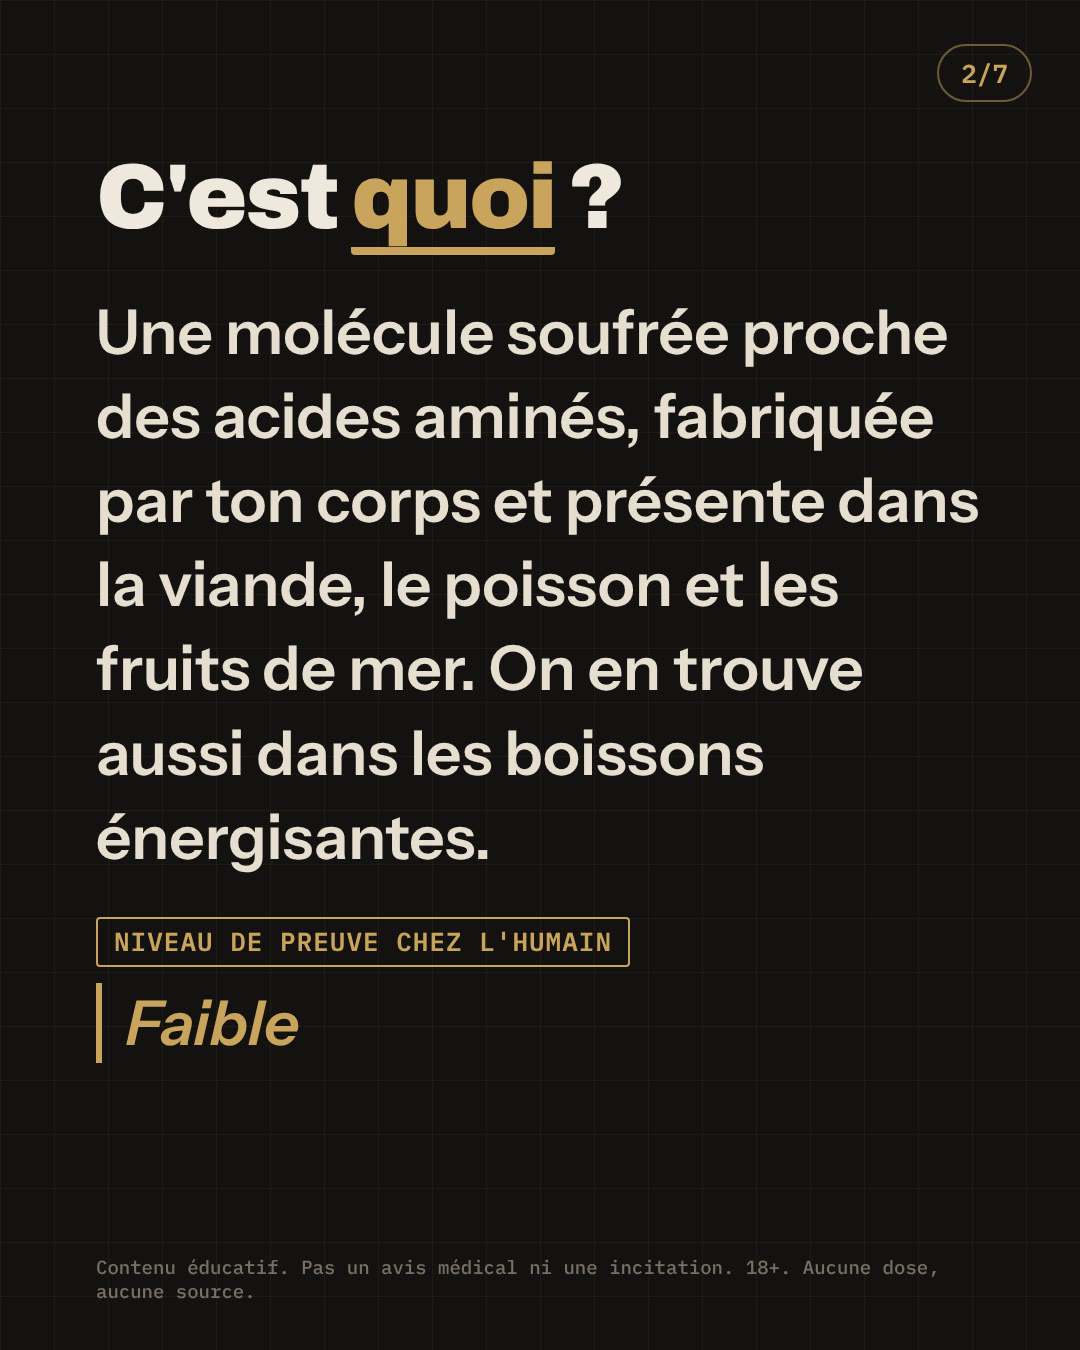 2/7
C'est quoi ?
Une molécule soufrée proche
des acides aminés, fabriquée
par ton corps et présente dans
la viande, le poisson et les
fruits de mer. On en trouve
aussi dans les boissons
énergisantes.
NIVEAU DE PREUVE CHEZ L'HUMAIN
Faible
Contenu éducatif. Pas un avis médical ni une incitation. 18+. Aucune dose,
aucune source.